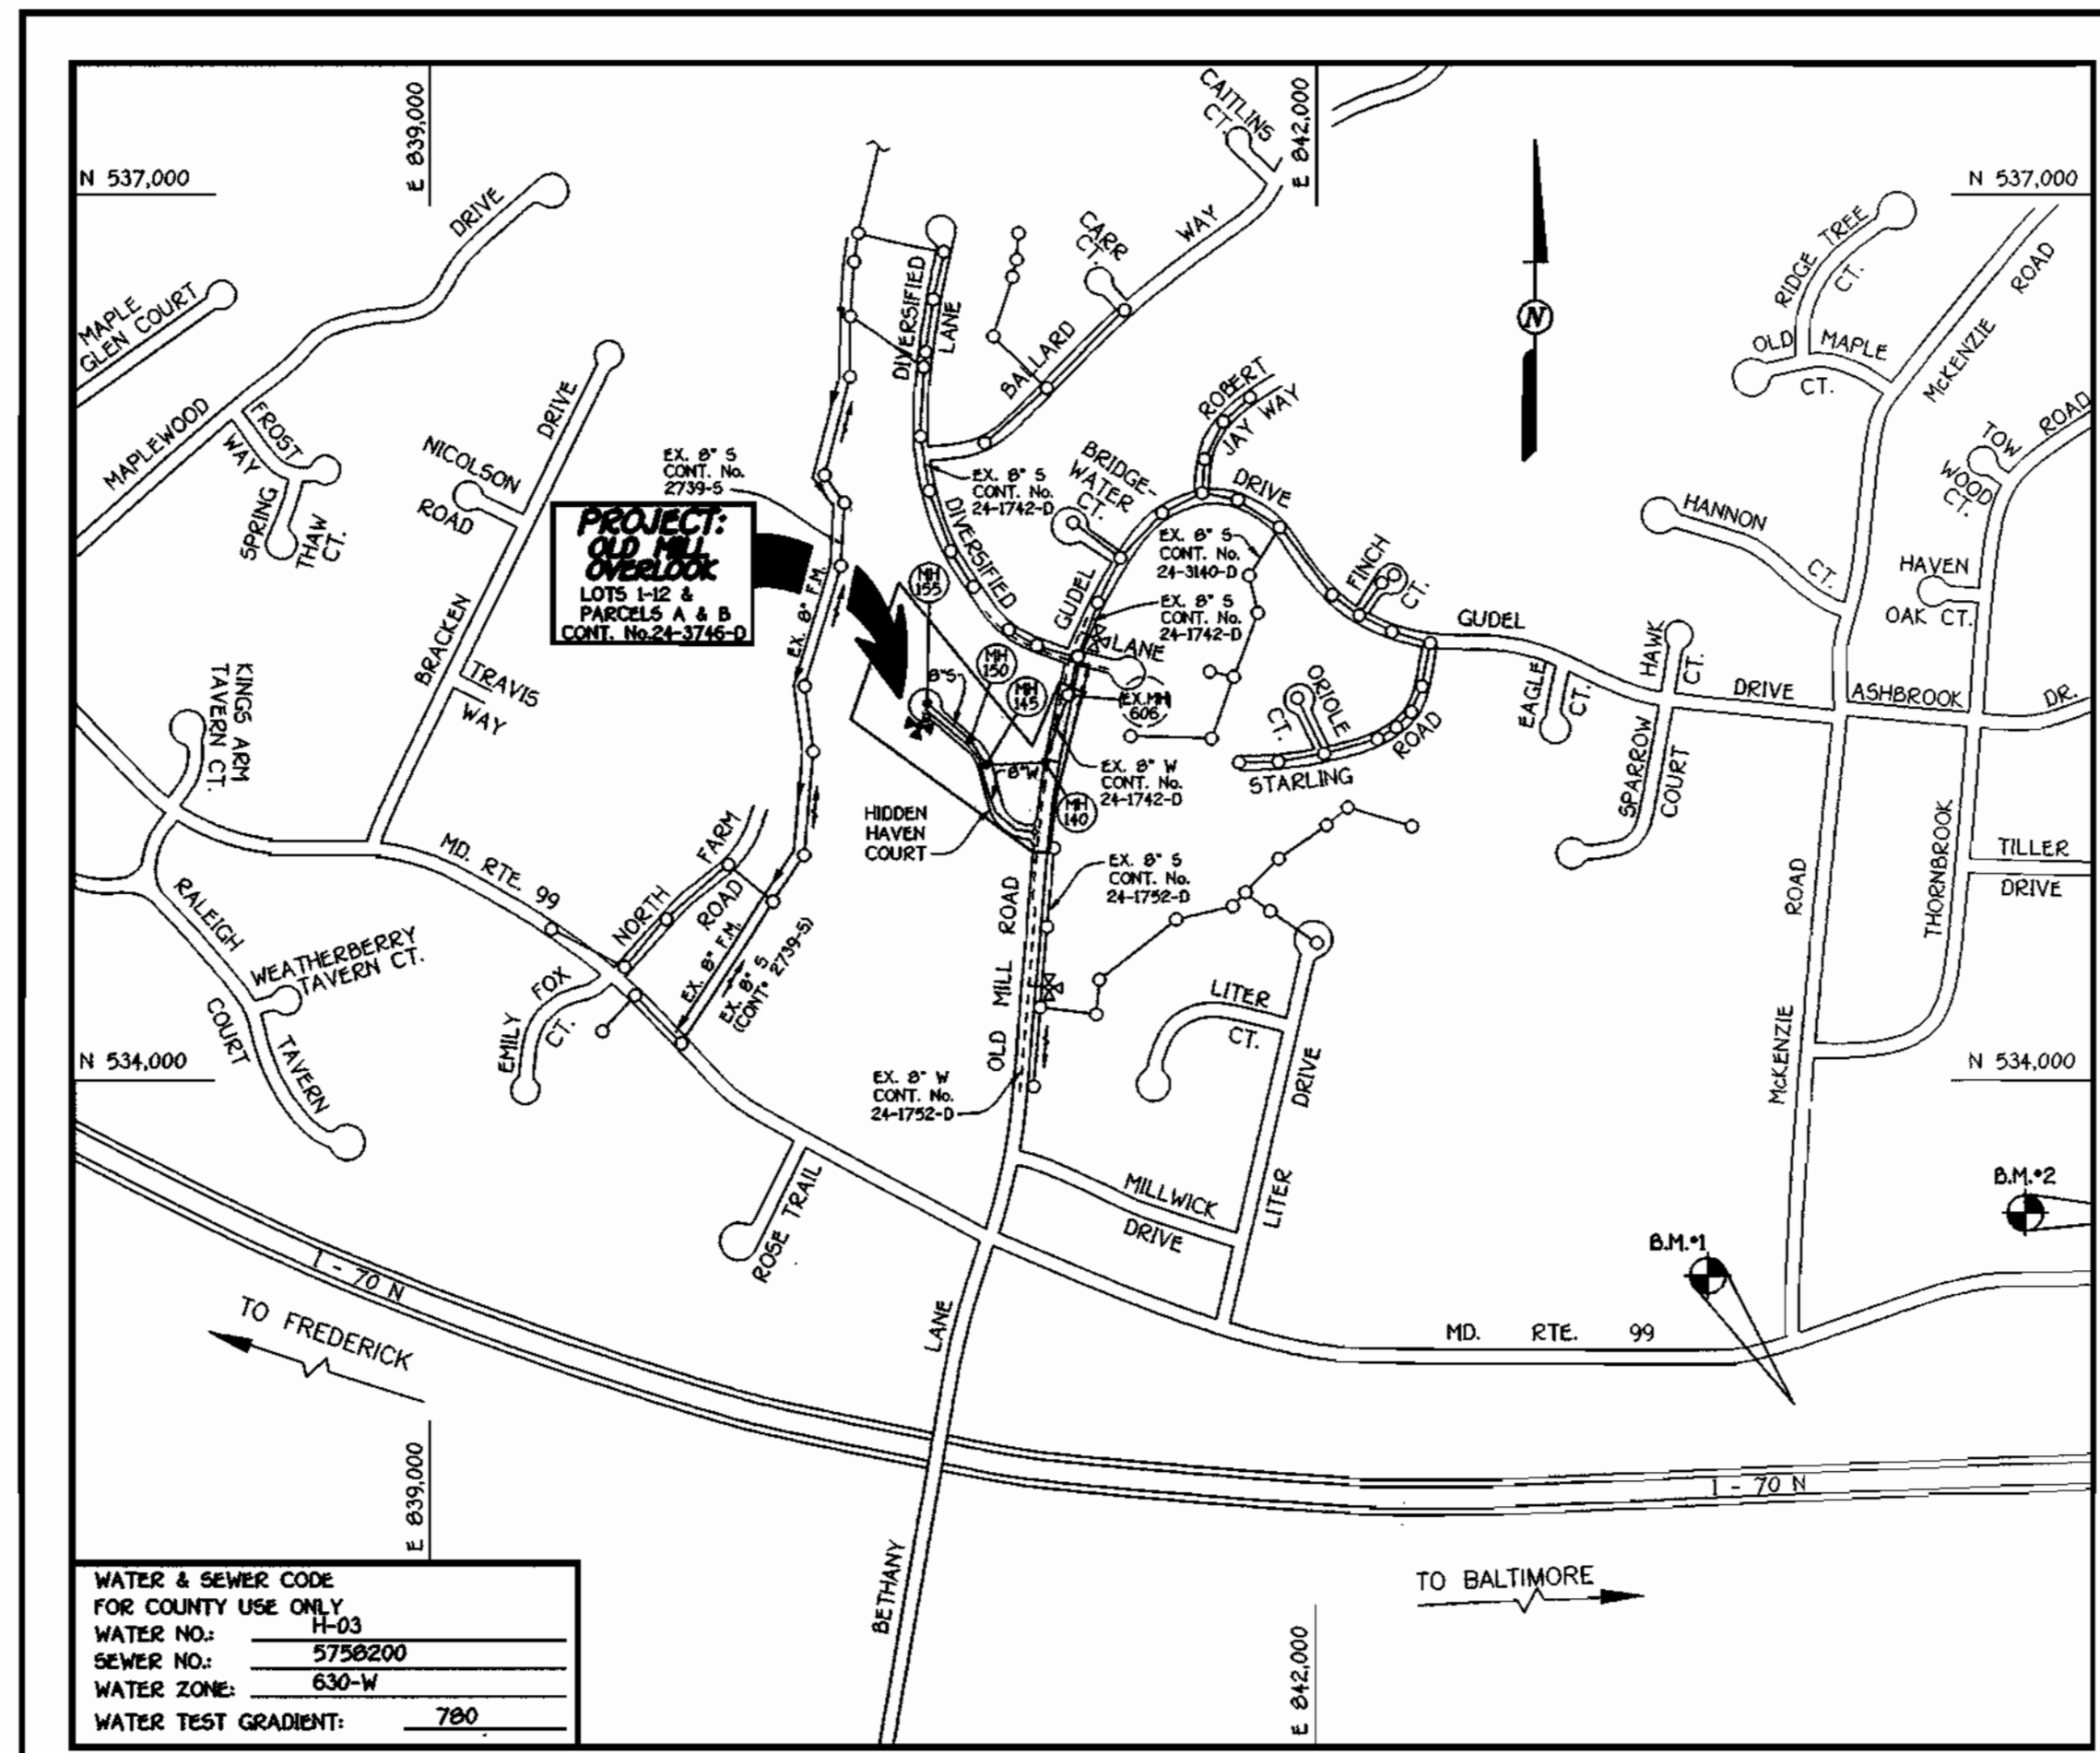 E 839,000
N 537,000
CAITLINS
CT.
E 842,000
N 537,000
DRIVE
MAPLE
GLEN COURT
DIVERSIFIED
LANE
CARR
CT.
WAY
BALLARD
RIDGE TREE
CT.
OLD MAPLE
CT.
McKENZIE
ROAD
N
MAPLEWOOD
FROST
WAY
SPRING
THAW
CT.
NICOLSON
ROAD
DRIVE
BRACKEN
TRAVIS
WAY
EX. 8" S
CONT. No.
2739-S
PROJECT:
OLD MILL
OVERLOOK
LOTS 1-12 &
PARCELS A & B
CONT. No.24-3746-D
EX. 8" F.M.
EX. 8" S
CONT. No.
24-1742-D
DIVERSIFIED
BRIDGE-
WATER
CT.
ROBERT
JAY WAY
DRIVE
GUDEL
EX. 8" S
CONT. No.
24-3140-D
EX. 8" S
CONT. No.
24-1742-D
LANE
FINCH
CT.
GUDEL
DRIVE
HANNON
CT.
TOW
WOOD
CT.
ROAD
HAVEN
OAK CT.
HAWK
CT.
EAGLE
CT.
ASHBROOK
DR.
SPARROW
COURT
ORIOLE
CT.
STARLING
ROAD
MH
155
MH
150
MH
145
(EX.MH)
606
8"S
8"W
MH
140
EX. 8" W
CONT. No.
24-1742-D
HIDDEN
HAVEN
COURT
EX. 8" S
CONT. No.
24-1752-D
KINGS ARM
TAVERN CT.
MD. RTE. 99
RALEIGH
TAVERN
COURT
WEATHERBERRY
TAVERN CT.
NORTH
FARM
ROAD
EMILY
FOX
CT.
EX. 8" F.M.
EX. 8" S
(CONT# 2739-S)
OLD MILL ROAD
EX. 8" W
CONT. No.
24-1752-D
LITER
CT.
LITER
DRIVE
McKENZIE
ROAD
THORNBROOK
TILLER
DRIVE
N 534,000
N 534,000
ROSE TRAIL
MILLWICK
DRIVE
B.M.#1
B.M.#2
I - 70 N
TO FREDERICK
BETHANY
LANE
MD. RTE. 99
I - 70 N
TO BALTIMORE
E 839,000
E 842,000
WATER & SEWER CODE
FOR COUNTY USE ONLY
WATER NO.: H-03
SEWER NO.: 5758200
WATER ZONE: 630-W
WATER TEST GRADIENT: 780